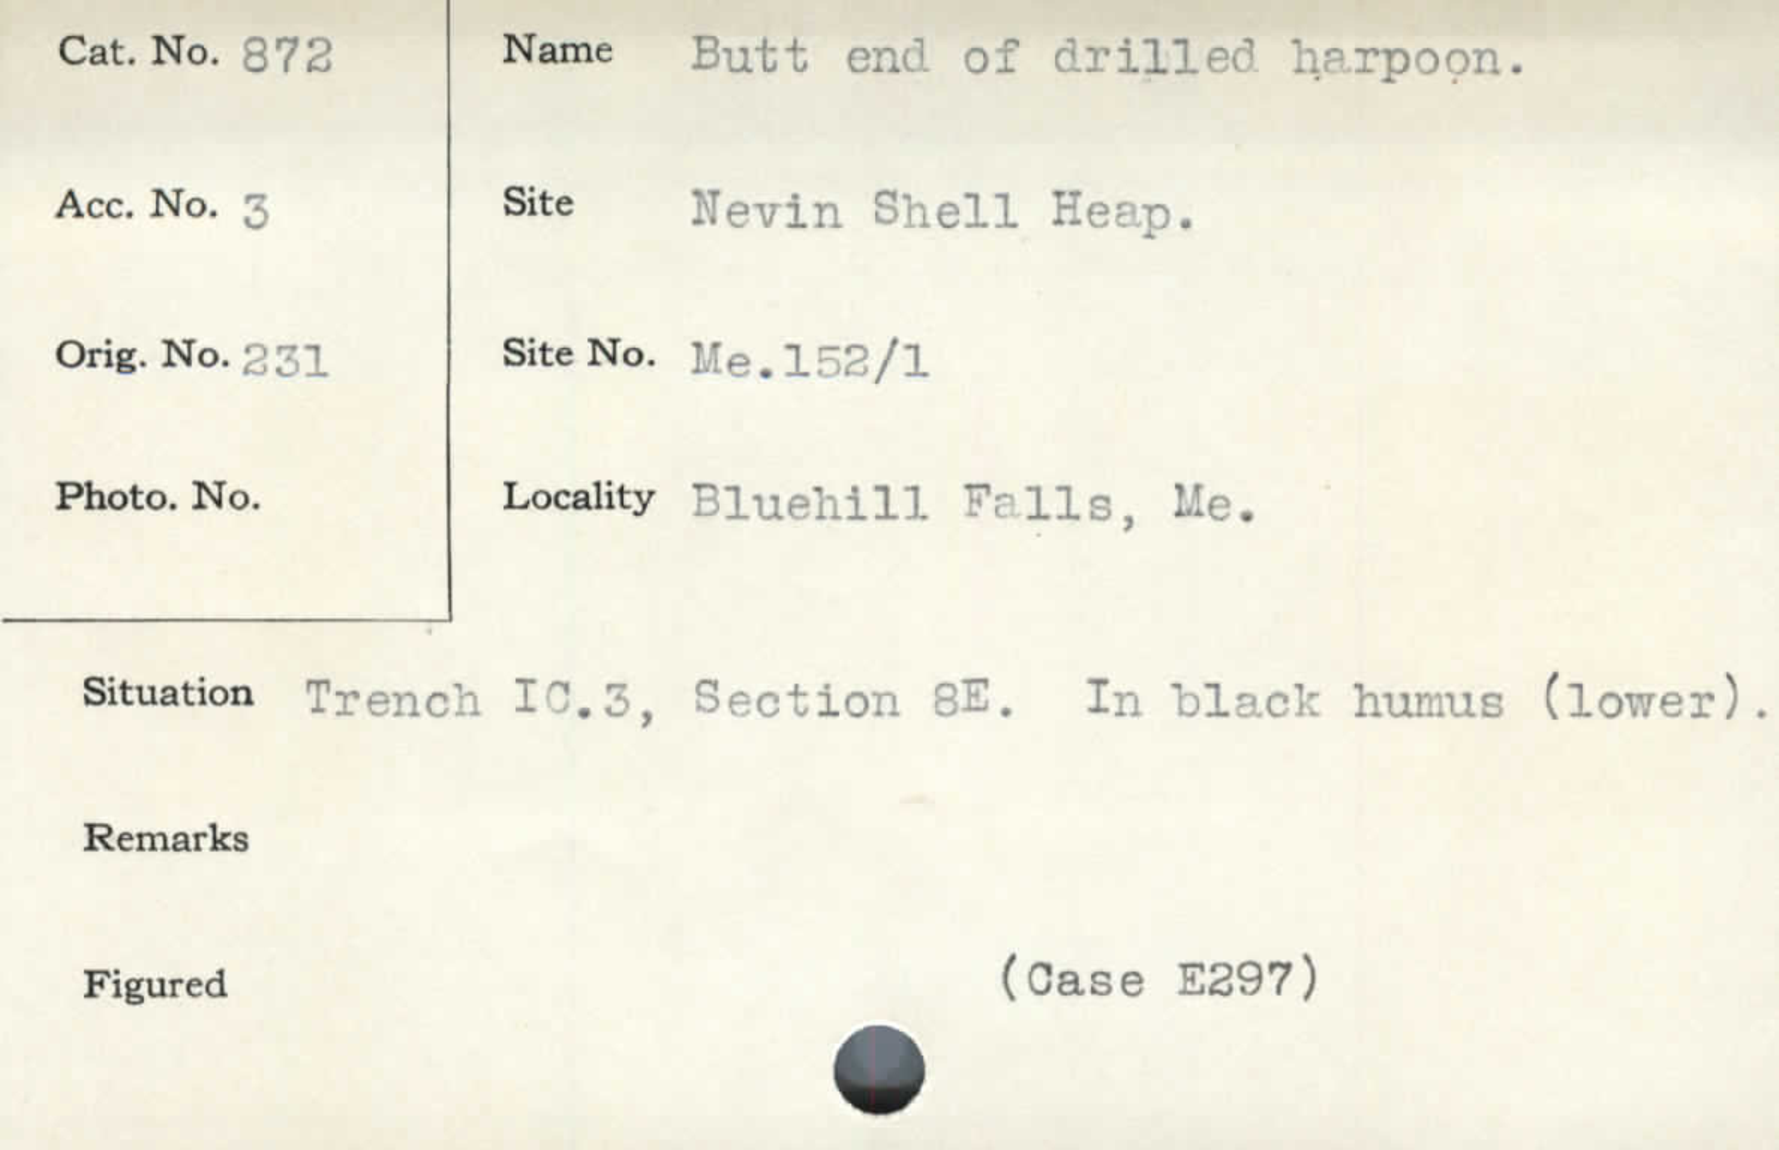 Cat. No. 872
Name Butt end of drilled harpoon.
Acc. No. 3
Site Nevin Shell Heap.
Orig. No. 231
Site No. Me.152/1
Photo. No.
Locality Bluehill Falls, Me.
Situation Trench IC.3, Section 8E. In black humus (lower).
Remarks
Figured
(Case E297)